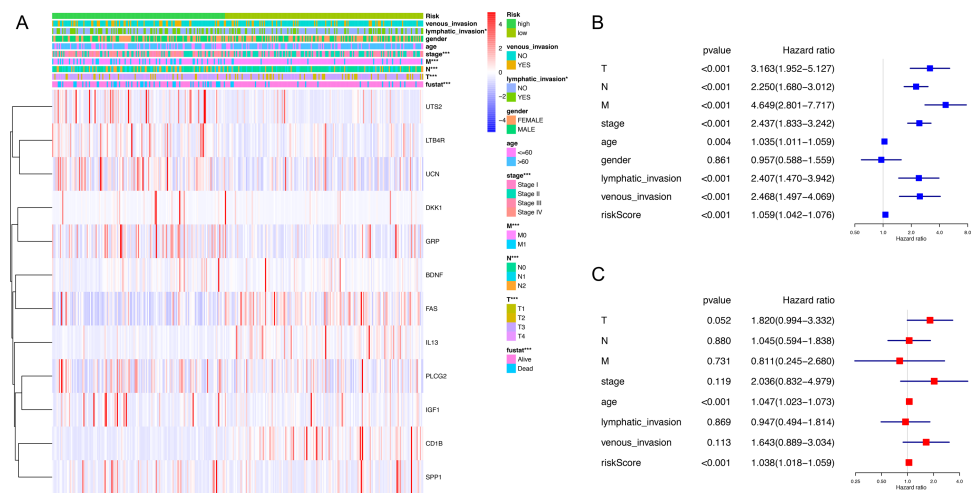 A
Risk
venous_invasion
lymphatic_invasion*
gender
age
stage***
M***
N***
T***
fustat***
UTS2
LTB4R
UCN
DKK1
GRP
BDNF
FAS
IL13
PLCG2
IGF1
CD1B
SPP1
4
2
0
−2
−4
Risk
high
low
venous_invasion
NO
YES
lymphatic_invasion*
NO
YES
gender
FEMALE
MALE
age
<=60
>60
stage***
Stage I
Stage II
Stage III
Stage IV
M***
M0
M1
N***
N0
N1
N2
T***
T1
T2
T3
T4
fustat***
Alive
Dead
B
pvalue Hazard ratio
T <0.001 3.163(1.952−5.127)
N <0.001 2.250(1.680−3.012)
M <0.001 4.649(2.801−7.717)
stage <0.001 2.437(1.833−3.242)
age 0.004 1.035(1.011−1.059)
gender 0.861 0.957(0.588−1.559)
lymphatic_invasion <0.001 2.407(1.470−3.942)
venous_invasion <0.001 2.468(1.497−4.069)
riskScore <0.001 1.059(1.042−1.076)
0.50 1.0 2.0 4.0 8.0
Hazard ratio
C
pvalue Hazard ratio
T 0.052 1.820(0.994−3.332)
N 0.880 1.045(0.594−1.838)
M 0.731 0.811(0.245−2.680)
stage 0.119 2.036(0.832−4.979)
age <0.001 1.047(1.023−1.073)
lymphatic_invasion 0.869 0.947(0.494−1.814)
venous_invasion 0.113 1.643(0.889−3.034)
riskScore <0.001 1.038(1.018−1.059)
0.25 0.50 1.0 2.0 4.0
Hazard ratio